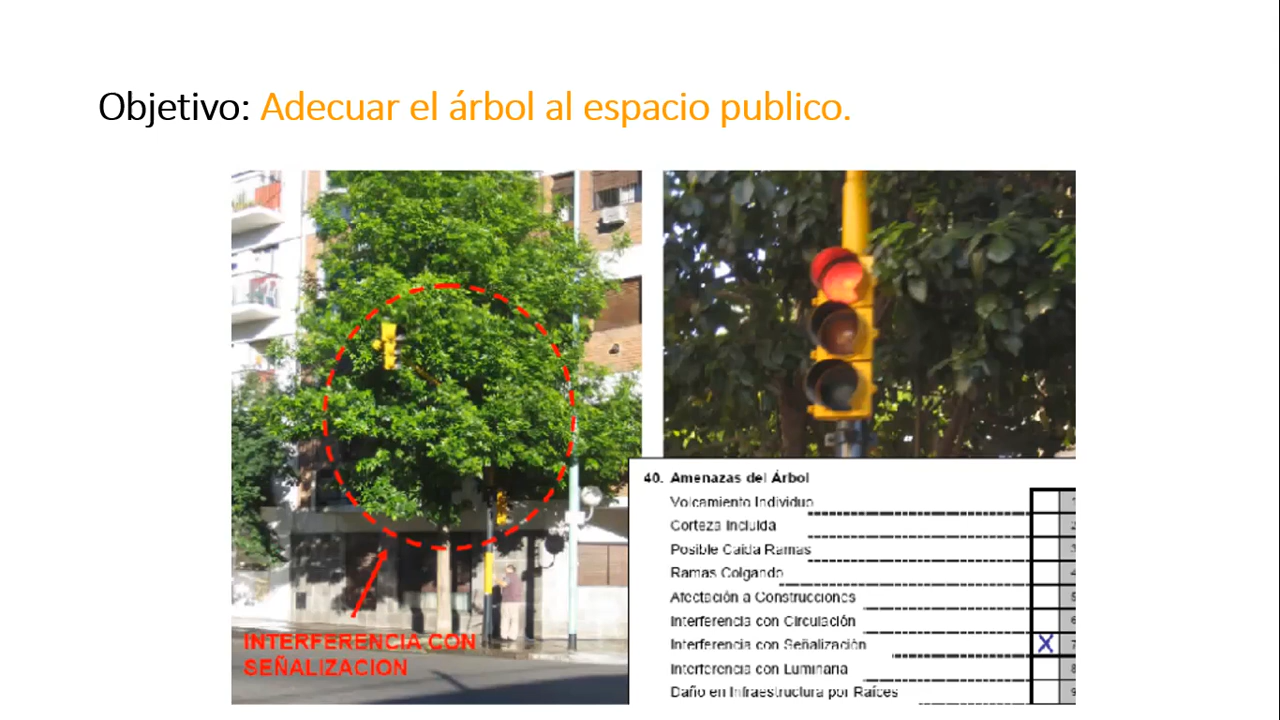 Objetivo: Adecuar el árbol al espacio publico.
INTERFERENCIA CON
SEÑALIZACION
40. Amenazas del Árbol
Volcamiento Individuo
Corteza Incluida
Posible Caida Ramas
Ramas Colgando
Afectación a Construcciones
Interferencia con Circulación
Interferencia con Señalización X 7
Interferencia con Luminaria
Daño en Infraestructura por Raíces